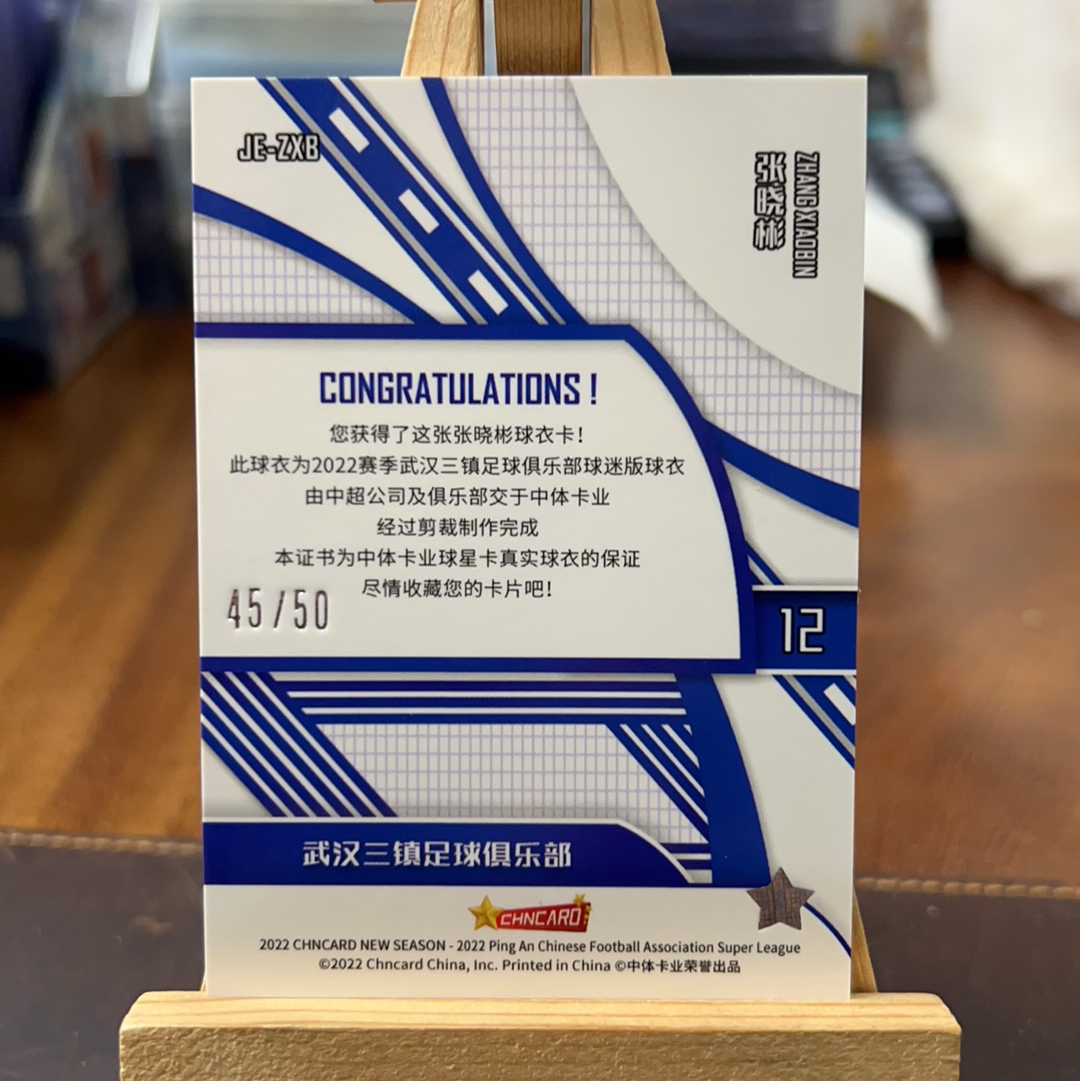 JE-ZXB
张晓彬
ZHANG XIAOBIN
CONGRATULATIONS!
您获得了这张张晓彬球衣卡!
此球衣为2022赛季武汉三镇足球俱乐部球迷版球衣
由中超公司及俱乐部交于中体卡业
经过剪裁制作完成
本证书为中体卡业球星卡真实球衣的保证
尽情收藏您的卡片吧!
45/50
12
武汉三镇足球俱乐部
CHNCARD
2022 CHNCARD NEW SEASON - 2022 Ping An Chinese Football Association Super League
©2022 Chncard China, Inc. Printed in China ©中体卡业荣誉出品